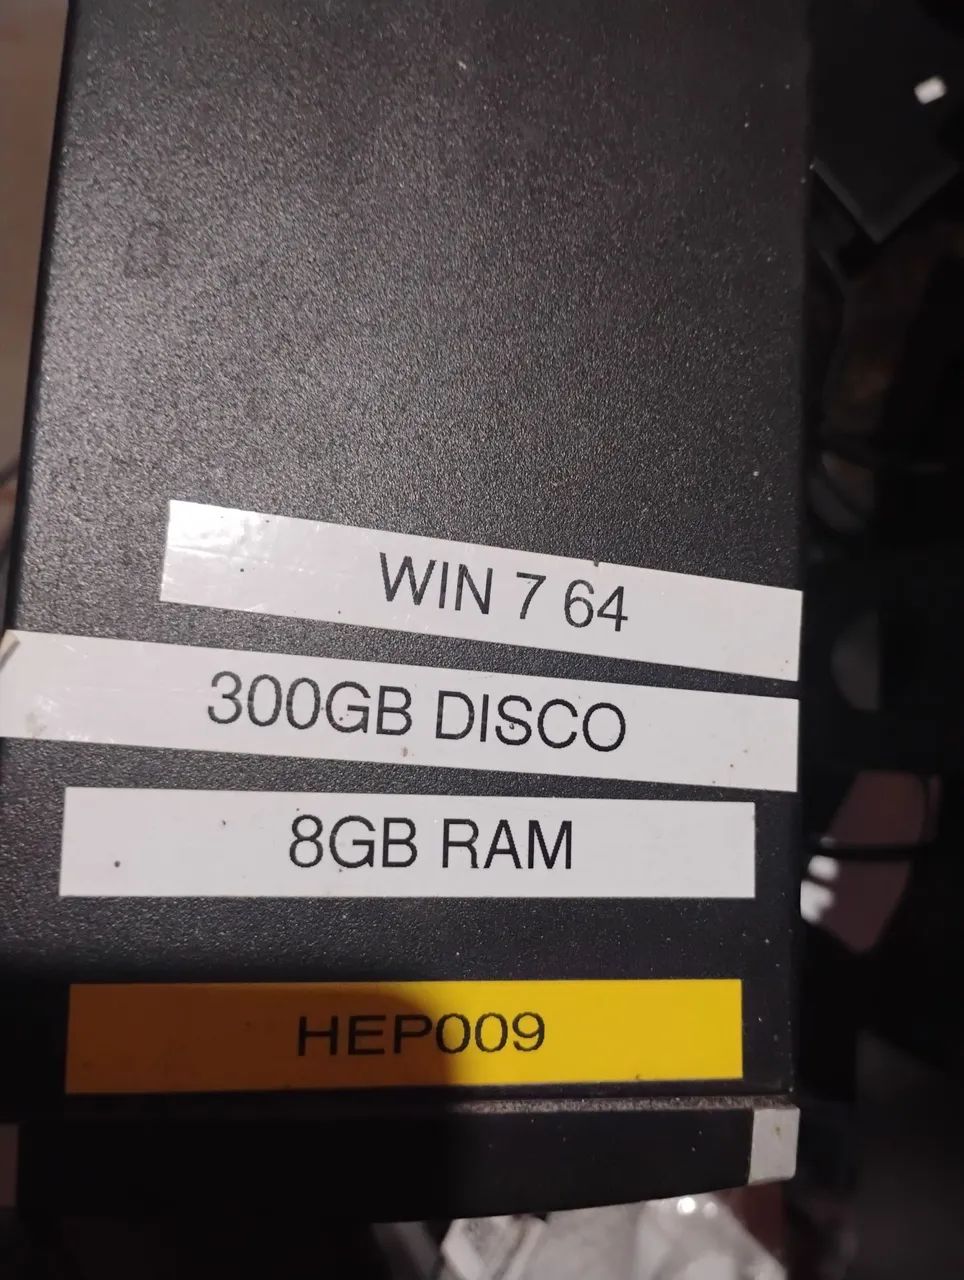 WIN 7 64
300GB DISCO
8GB RAM
HEP009